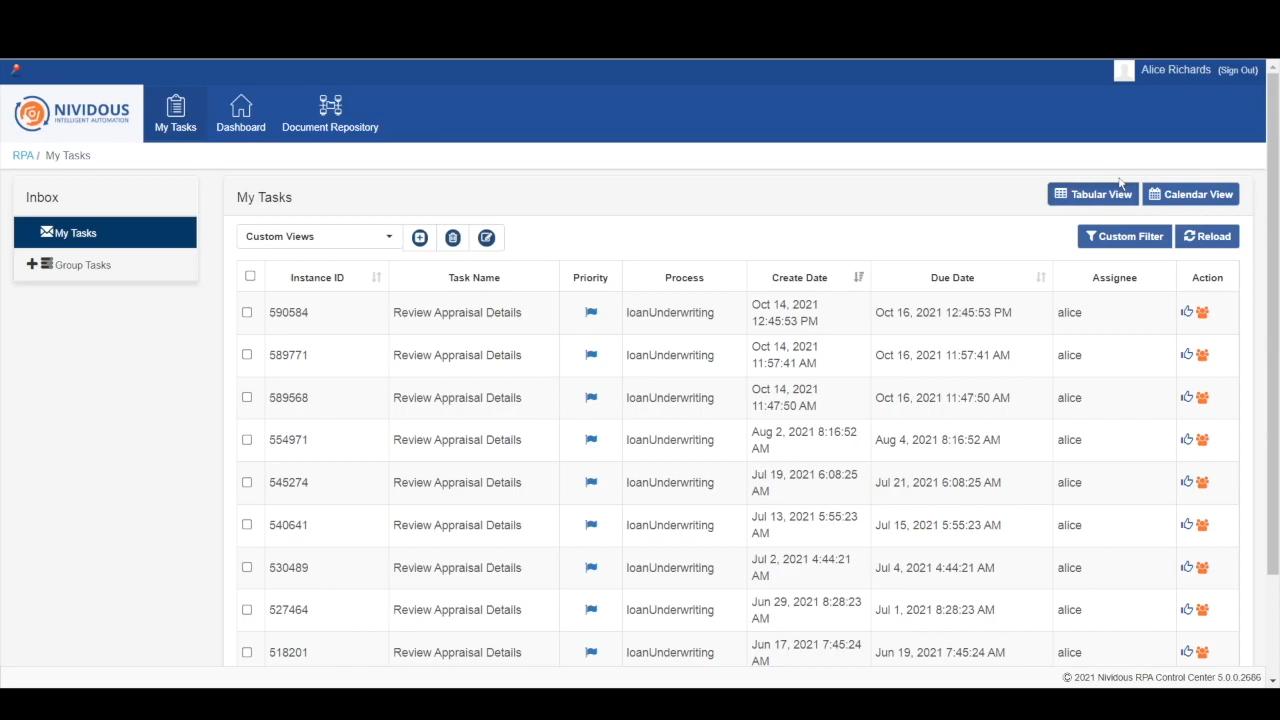 Alice Richards (Sign Out)
NIVIDOUS
INTELLIGENT AUTOMATION
My Tasks
Dashboard
Document Repository
RPA / My Tasks
Inbox
My Tasks
Group Tasks
My Tasks
Tabular View
Calendar View
Custom Views
Custom Filter
Reload
Instance ID Task Name Priority Process Create Date Due Date Assignee Action
590584 Review Appraisal Details loanUnderwriting Oct 14, 2021 12:45:53 PM Oct 16, 2021 12:45:53 PM alice
589771 Review Appraisal Details loanUnderwriting Oct 14, 2021 11:57:41 AM Oct 16, 2021 11:57:41 AM alice
589568 Review Appraisal Details loanUnderwriting Oct 14, 2021 11:47:50 AM Oct 16, 2021 11:47:50 AM alice
554971 Review Appraisal Details loanUnderwriting Aug 2, 2021 8:16:52 AM Aug 4, 2021 8:16:52 AM alice
545274 Review Appraisal Details loanUnderwriting Jul 19, 2021 6:08:25 AM Jul 21, 2021 6:08:25 AM alice
540641 Review Appraisal Details loanUnderwriting Jul 13, 2021 5:55:23 AM Jul 15, 2021 5:55:23 AM alice
530489 Review Appraisal Details loanUnderwriting Jul 2, 2021 4:44:21 AM Jul 4, 2021 4:44:21 AM alice
527464 Review Appraisal Details loanUnderwriting Jun 29, 2021 8:28:23 AM Jul 1, 2021 8:28:23 AM alice
518201 Review Appraisal Details loanUnderwriting Jun 17, 2021 7:45:24 AM Jun 19, 2021 7:45:24 AM alice
© 2021 Nividous RPA Control Center 5.0.0.2686